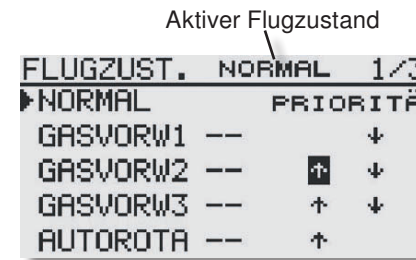 Aktiver Flugzustand
FLUGZUST. NORMAL 1/3
▶NORMAL PRIORITÄ
GASVORW1 -- ↓
GASVORW2 -- ↑ ↓
GASVORW3 -- ↑ ↓
AUTOROTA -- ↑